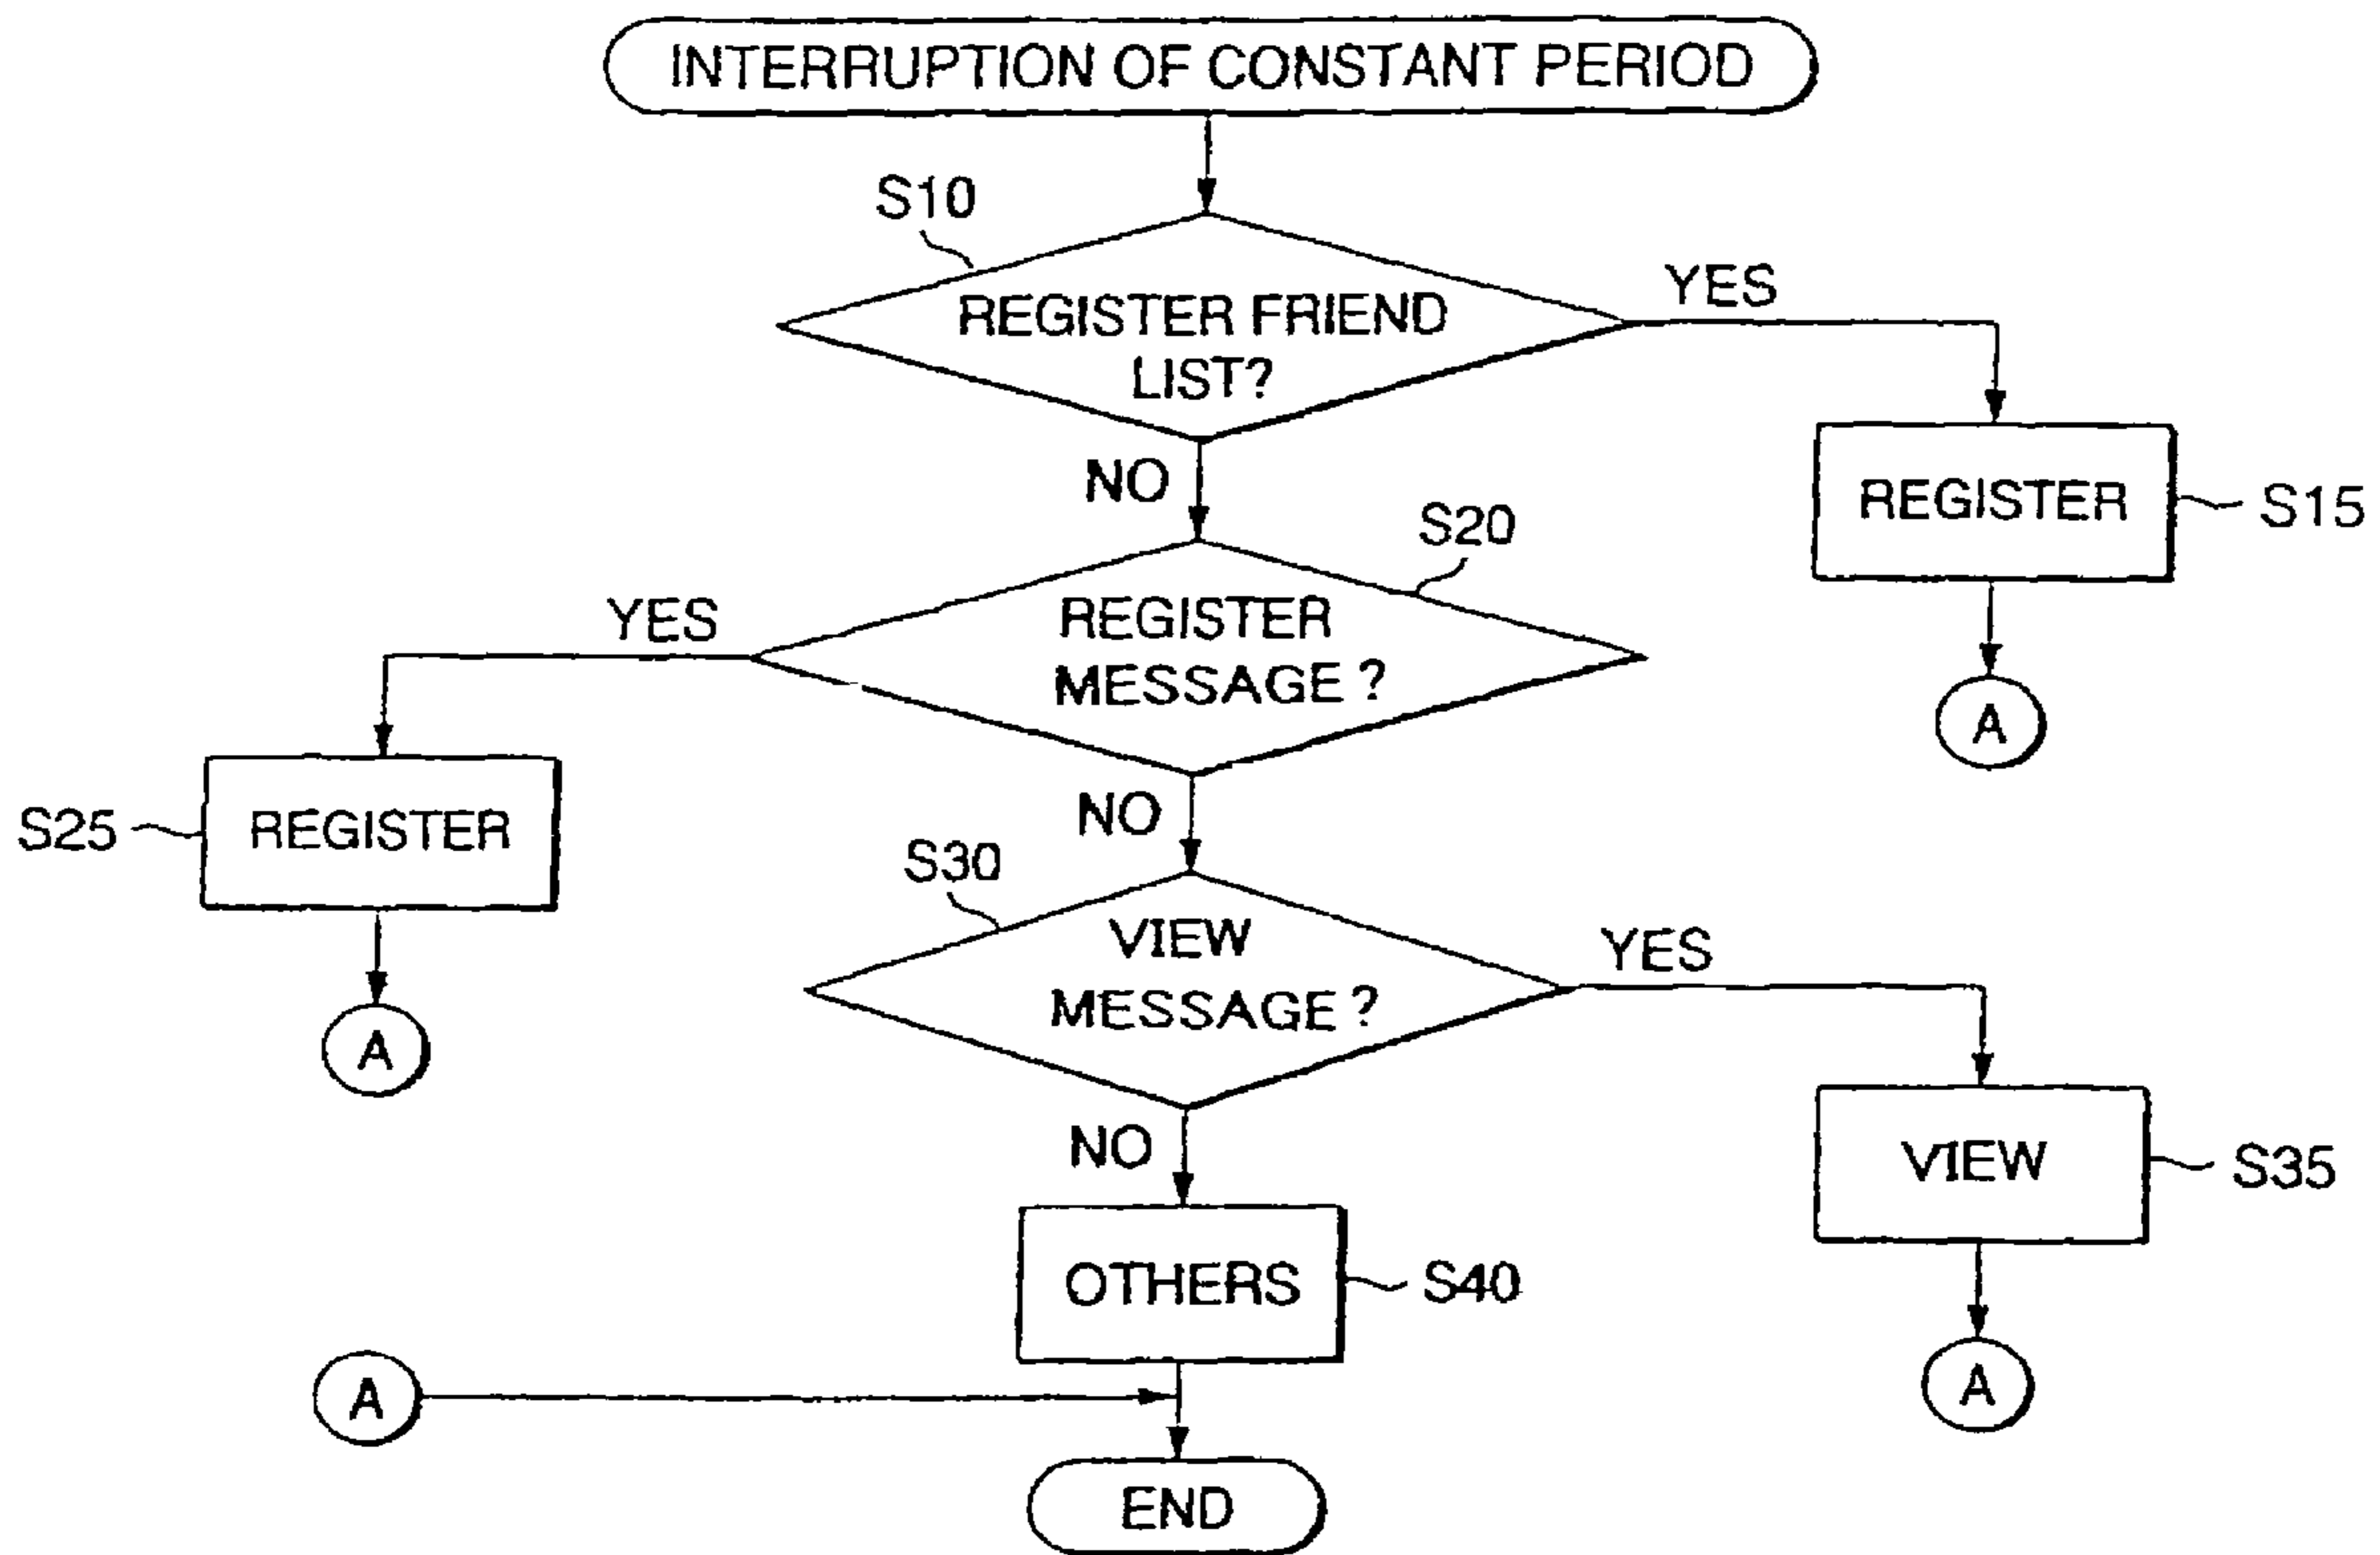 INTERRUPTION OF CONSTANT PERIOD
S10
REGISTER FRIEND
LIST?
YES
NO
REGISTER
S15
A
S20
REGISTER
MESSAGE?
YES
NO
S25
REGISTER
A
S30
VIEW
MESSAGE?
YES
NO
VIEW
S35
A
OTHERS
S40
A
END